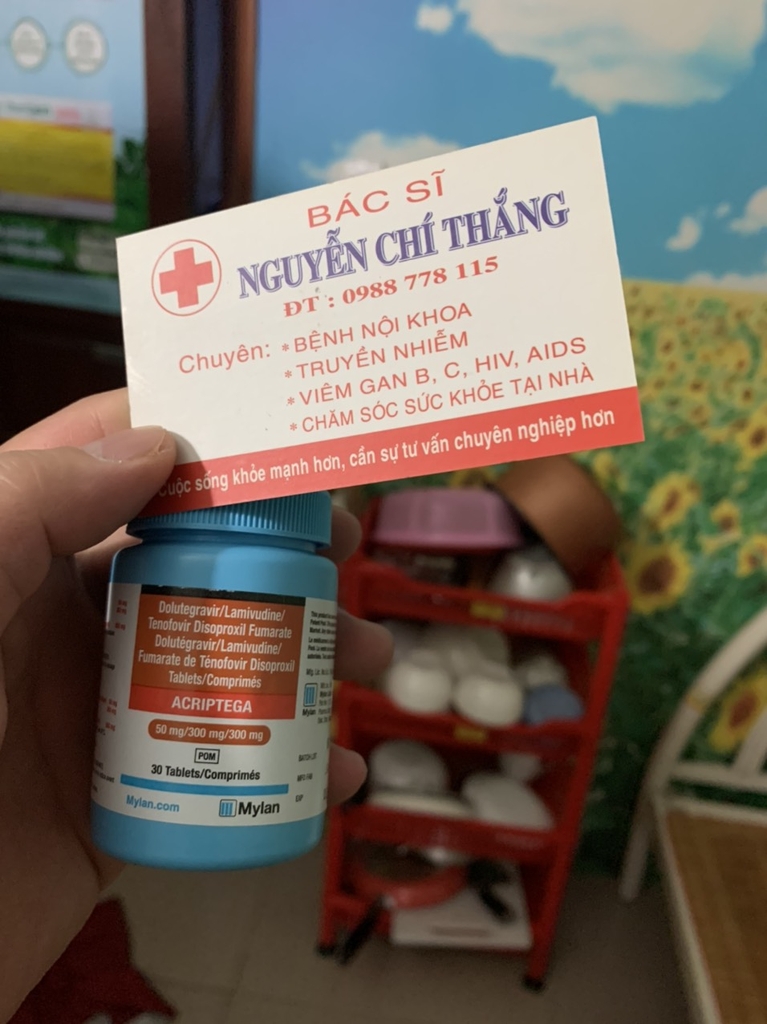 BÁC SĨ
NGUYỄN CHÍ THẮNG
ĐT : 0988 778 115
Chuyên: * BỆNH NỘI KHOA
* TRUYỀN NHIỄM
* VIÊM GAN B, C, HIV, AIDS
* CHĂM SÓC SỨC KHỎE TẠI NHÀ
Cuộc sống khỏe mạnh hơn, cần sự tư vấn chuyên nghiệp hơn
Dolutegravir/Lamivudine/
Tenofovir Disoproxil Fumarate
Dolutégravir/Lamivudine/
Fumarate de Ténofovir Disoproxil
Tablets/Comprimés
ACRIPTEGA
50 mg/300 mg/300 mg
POM
30 Tablets/Comprimés
Mylan.com
Mylan
Mylan